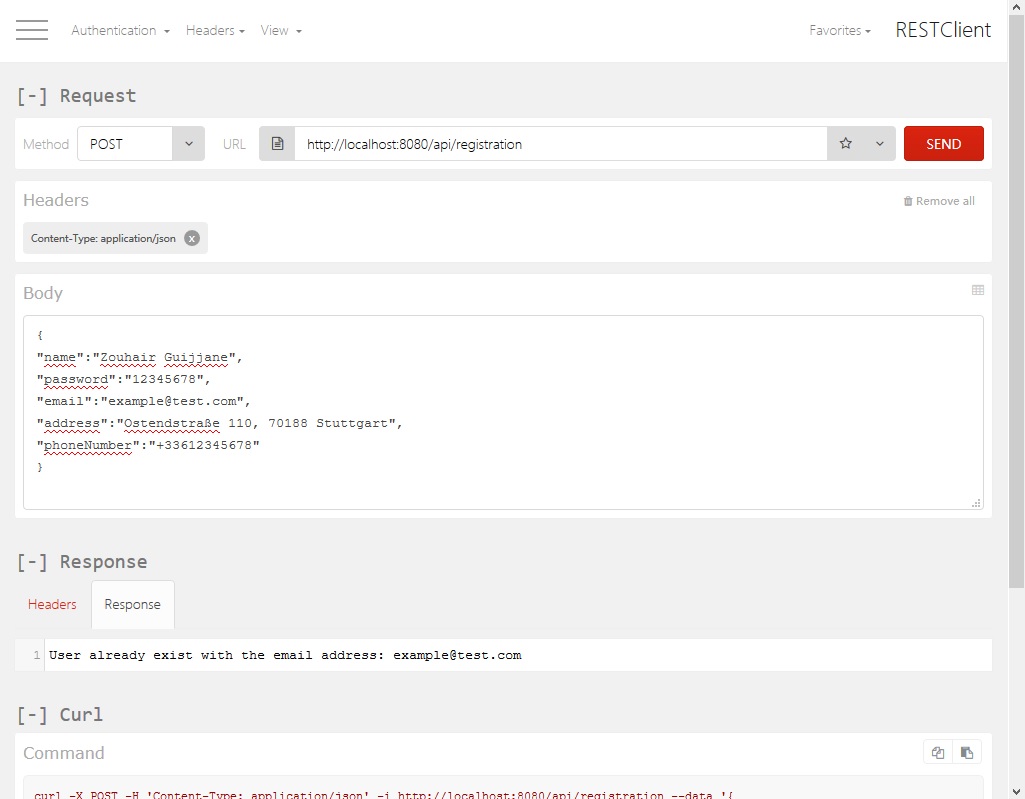 Authentication Headers View Favorites RESTClient
[-] Request
Method POST URL http://localhost:8080/api/registration SEND
Headers Remove all
Content-Type: application/json x
Body
{
"name":"Zouhair Guijjane",
"password":"12345678",
"email":"example@test.com",
"address":"Ostendstraße 110, 70188 Stuttgart",
"phoneNumber":"+33612345678"
}
[-] Response
Headers Response
1 User already exist with the email address: example@test.com
[-] Curl
Command
curl -X POST -H 'Content-Type: application/json' -i http://localhost:8080/api/registration --data '{